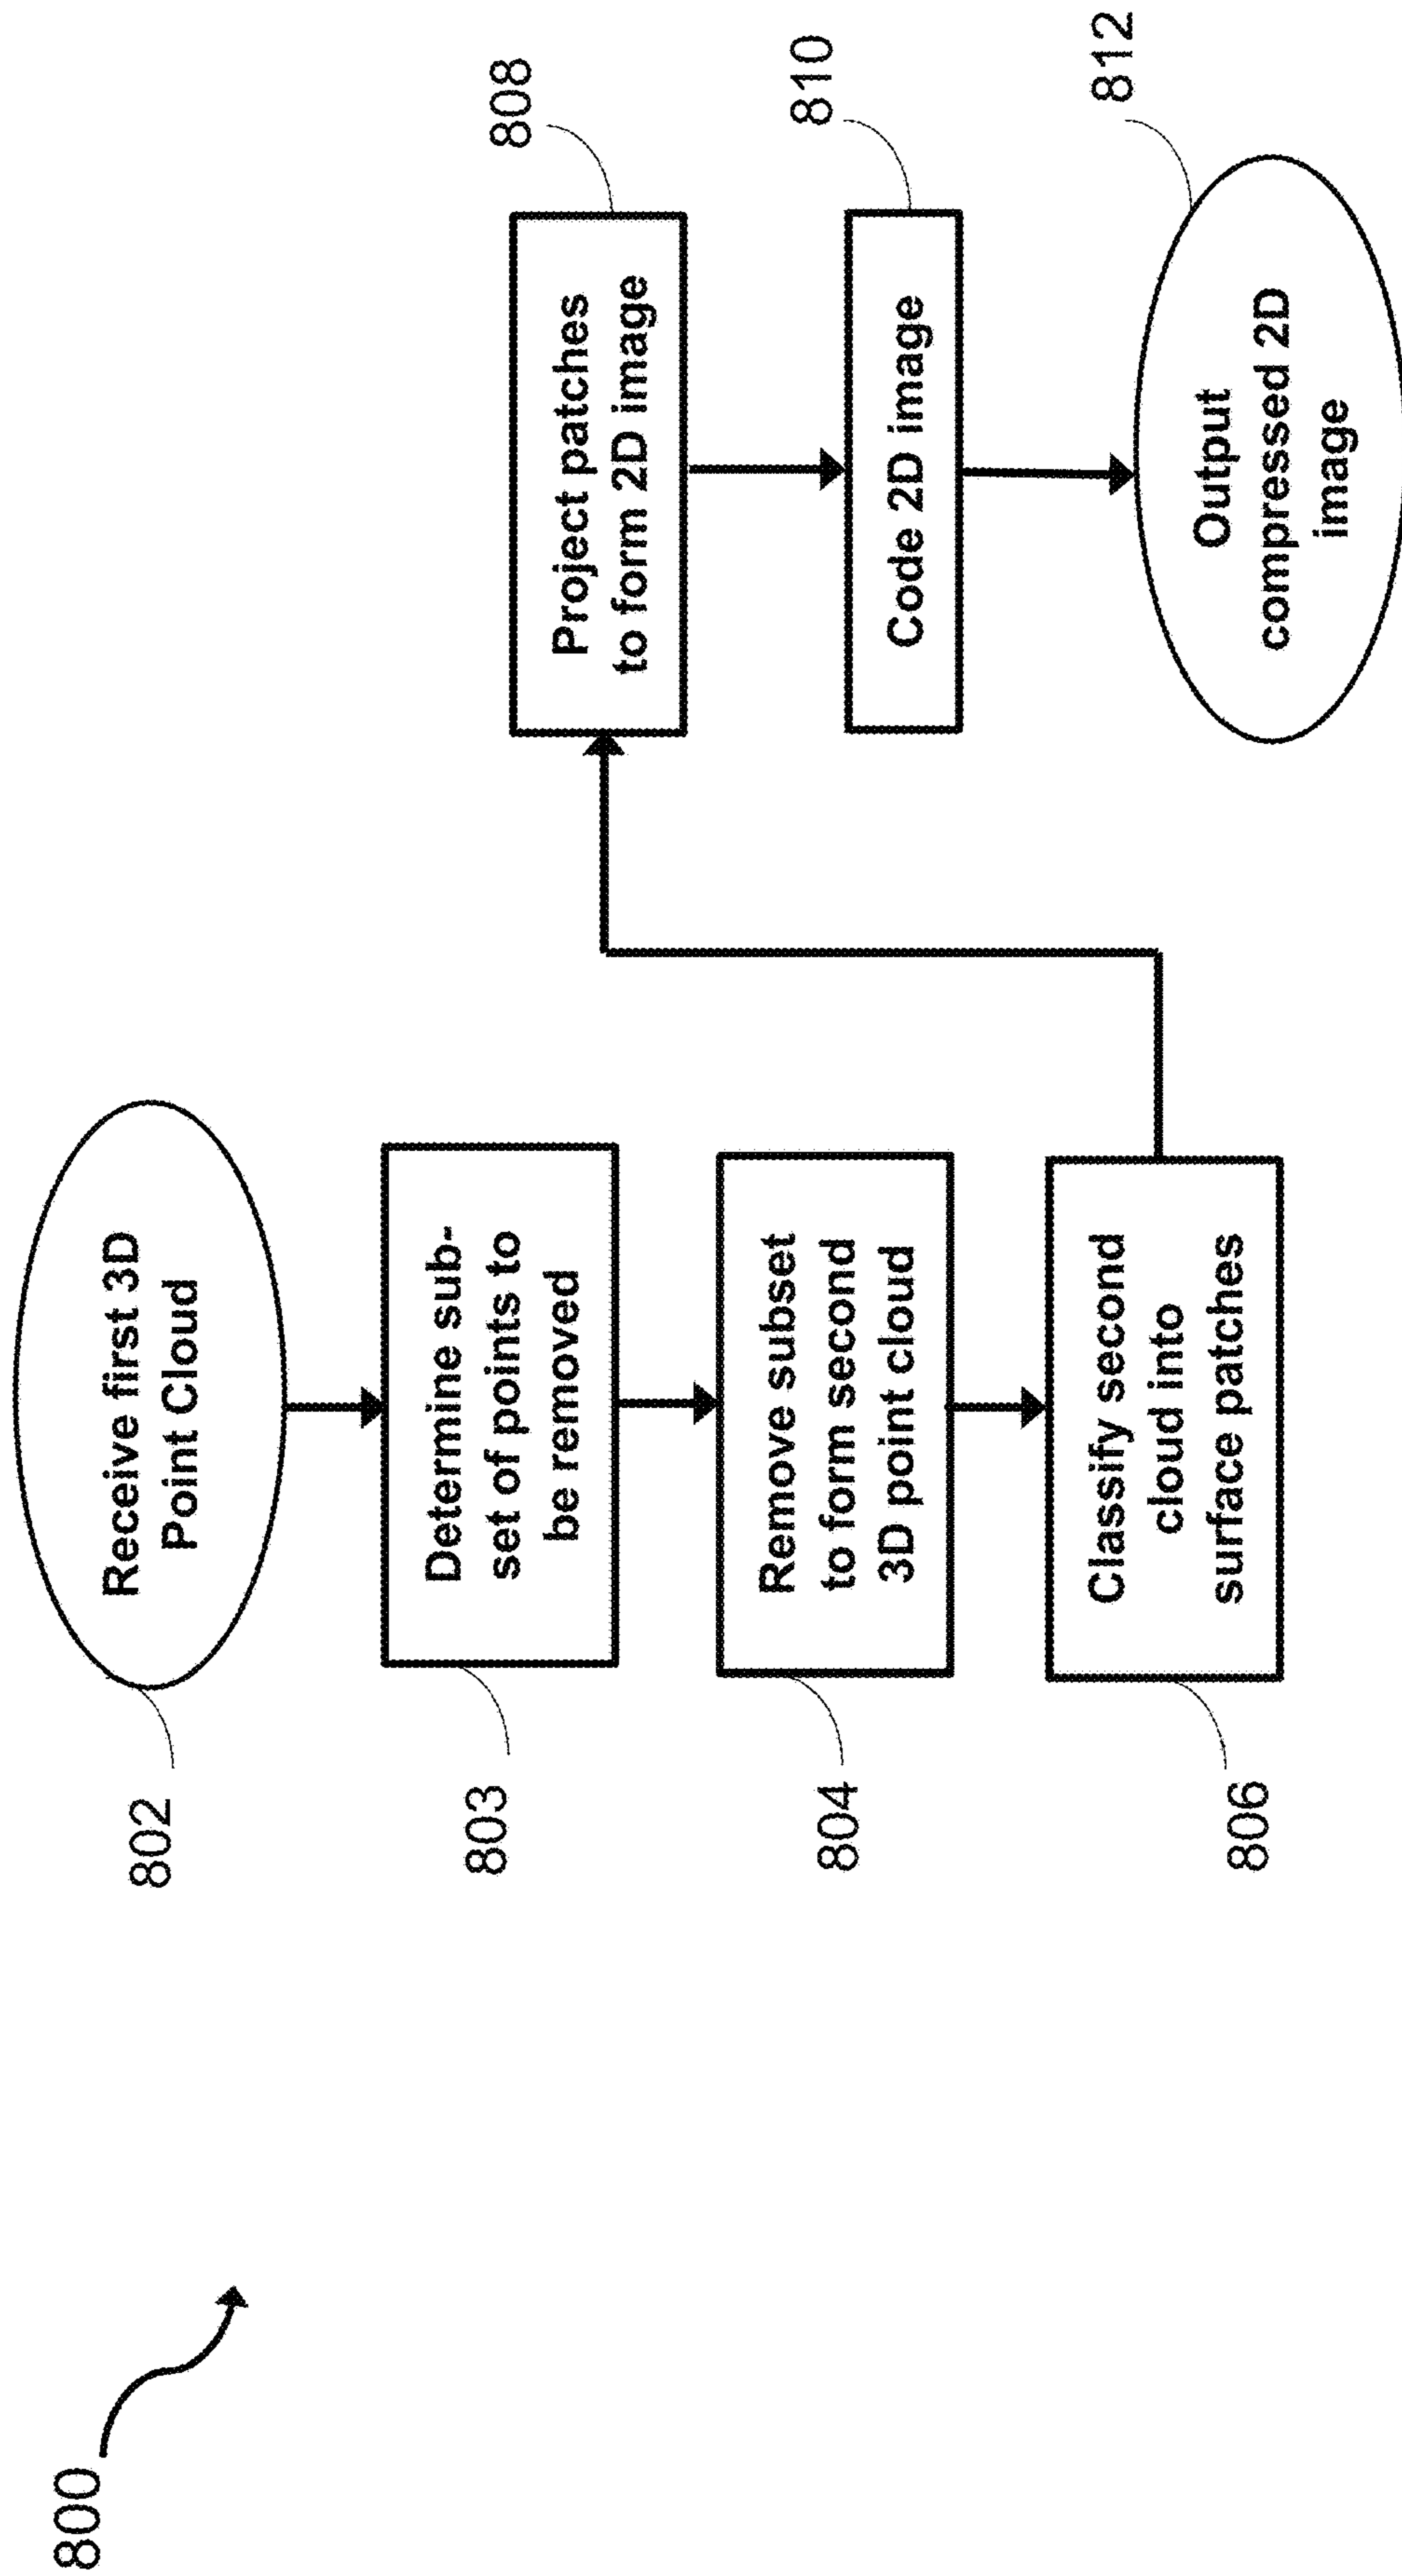 800
802
Receive first 3D
Point Cloud
803
Determine sub-
set of points to
be removed
804
Remove subset
to form second
3D point cloud
806
Classify second
cloud into
surface patches
808
Project patches
to form 2D image
810
Code 2D image
812
Output
compressed 2D
image